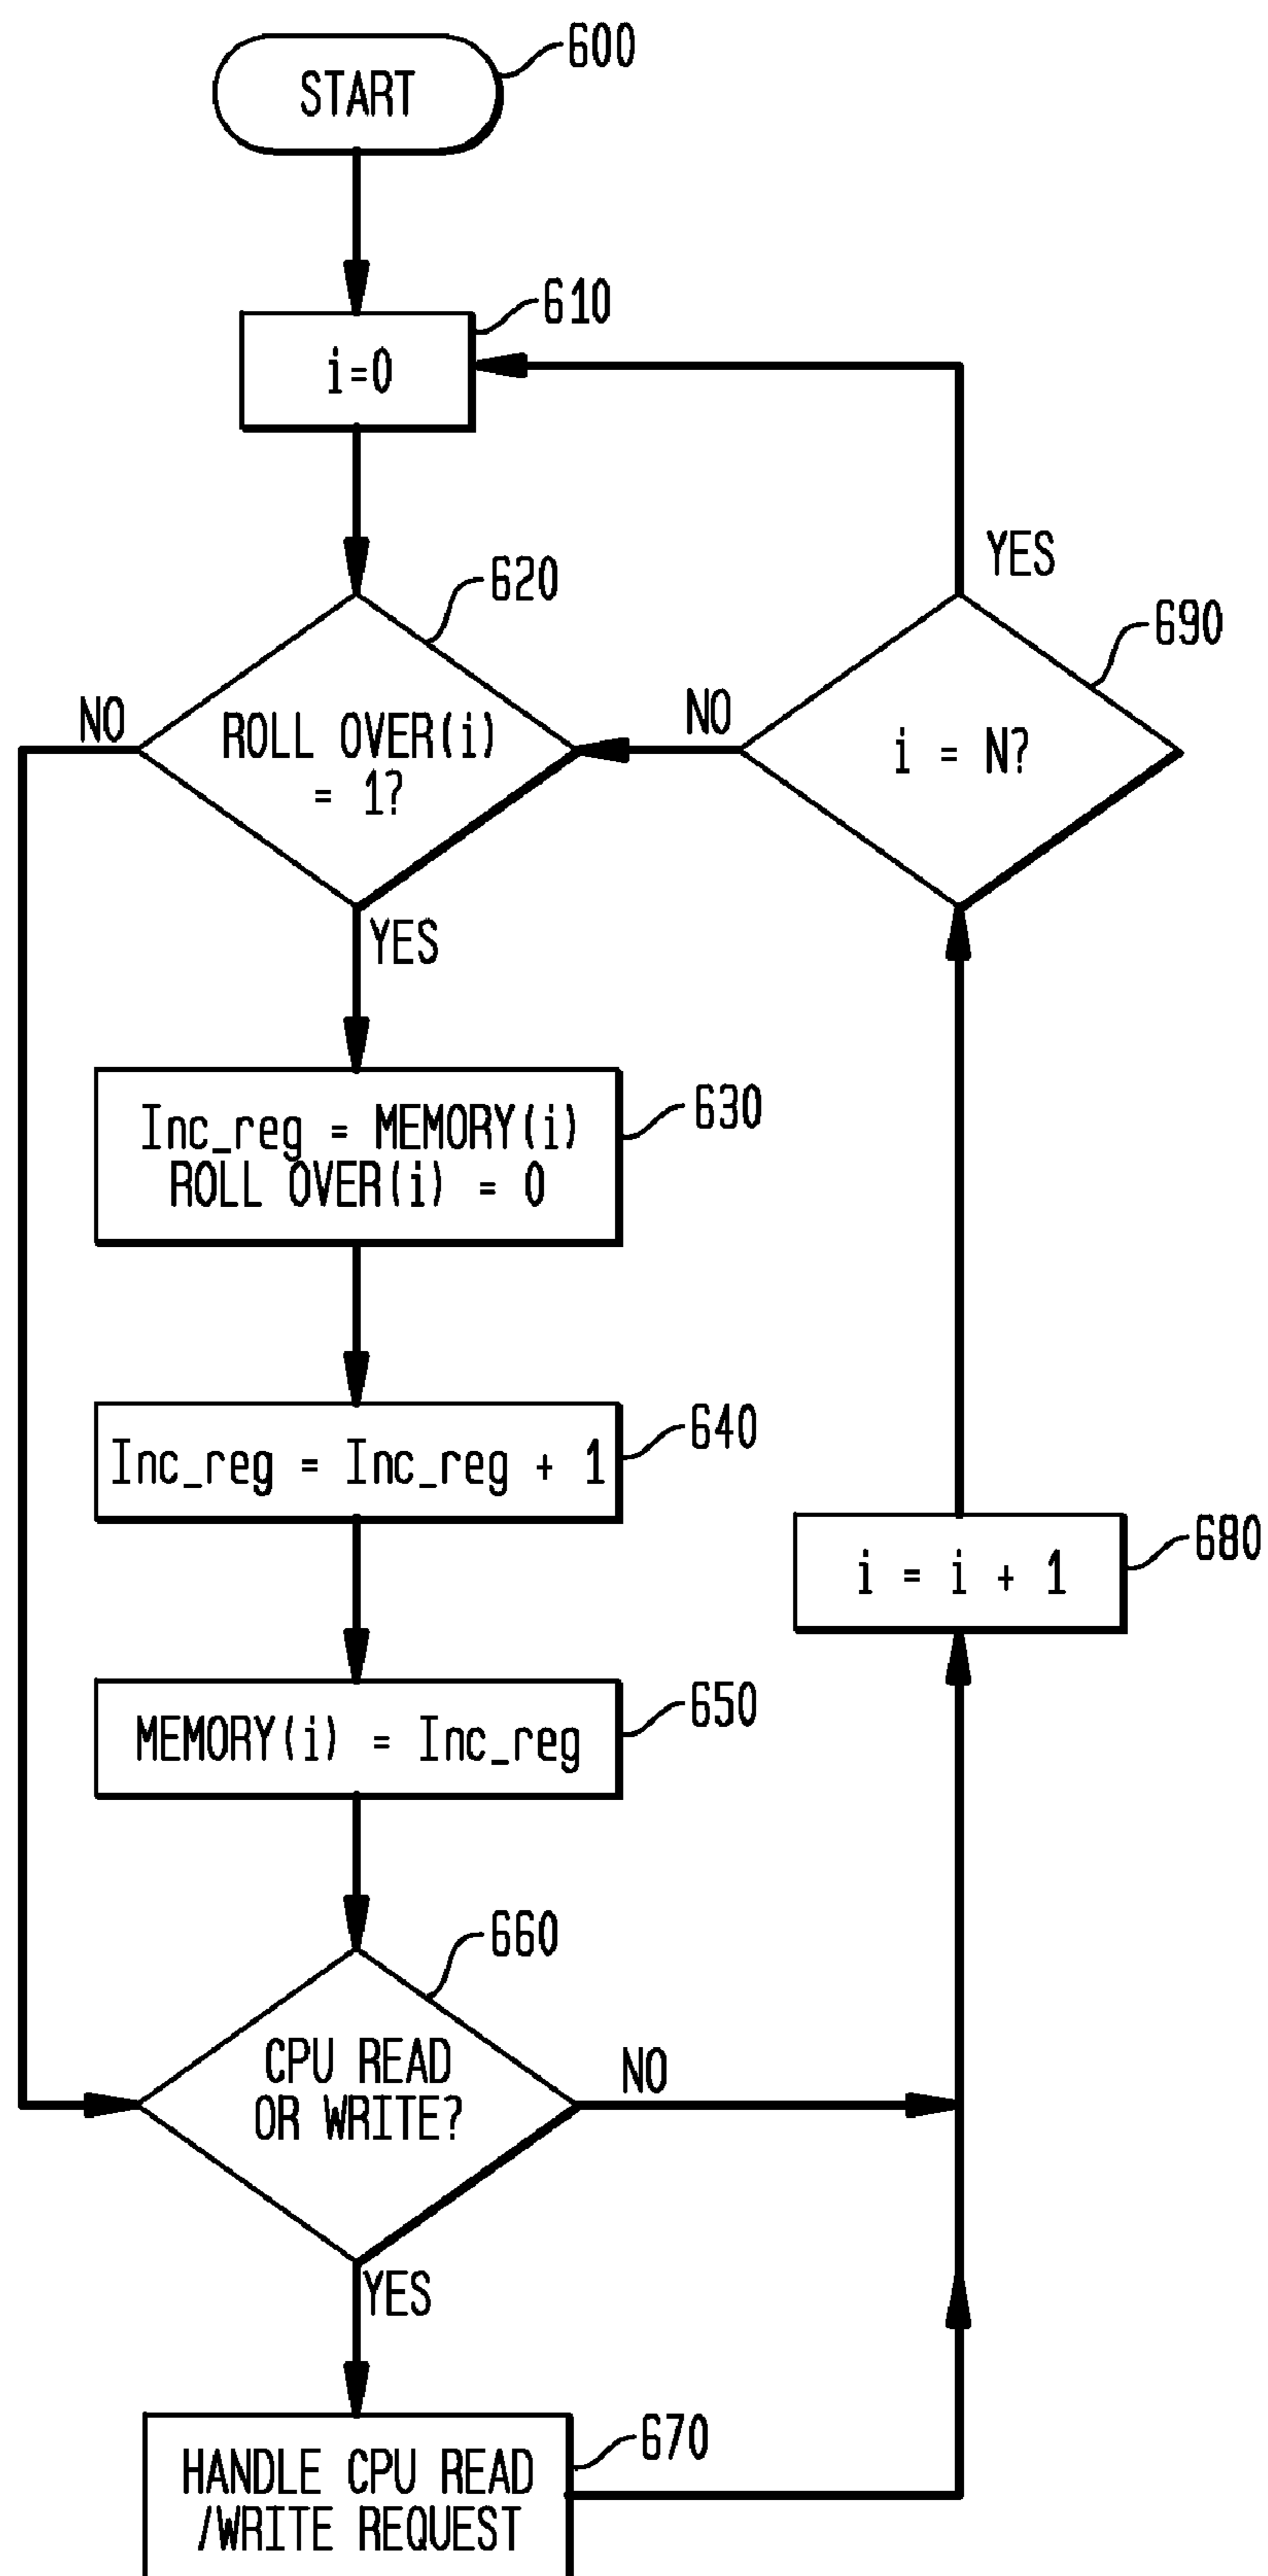 START
600
i=0
610
YES
620
690
NO
ROLL OVER(i)
= 1?
NO
i = N?
YES
Inc_reg = MEMORY(i)
ROLL OVER(i) = 0
630
Inc_reg = Inc_reg + 1
640
i = i + 1
680
MEMORY(i) = Inc_reg
650
660
CPU READ
OR WRITE?
NO
YES
HANDLE CPU READ
/WRITE REQUEST
670